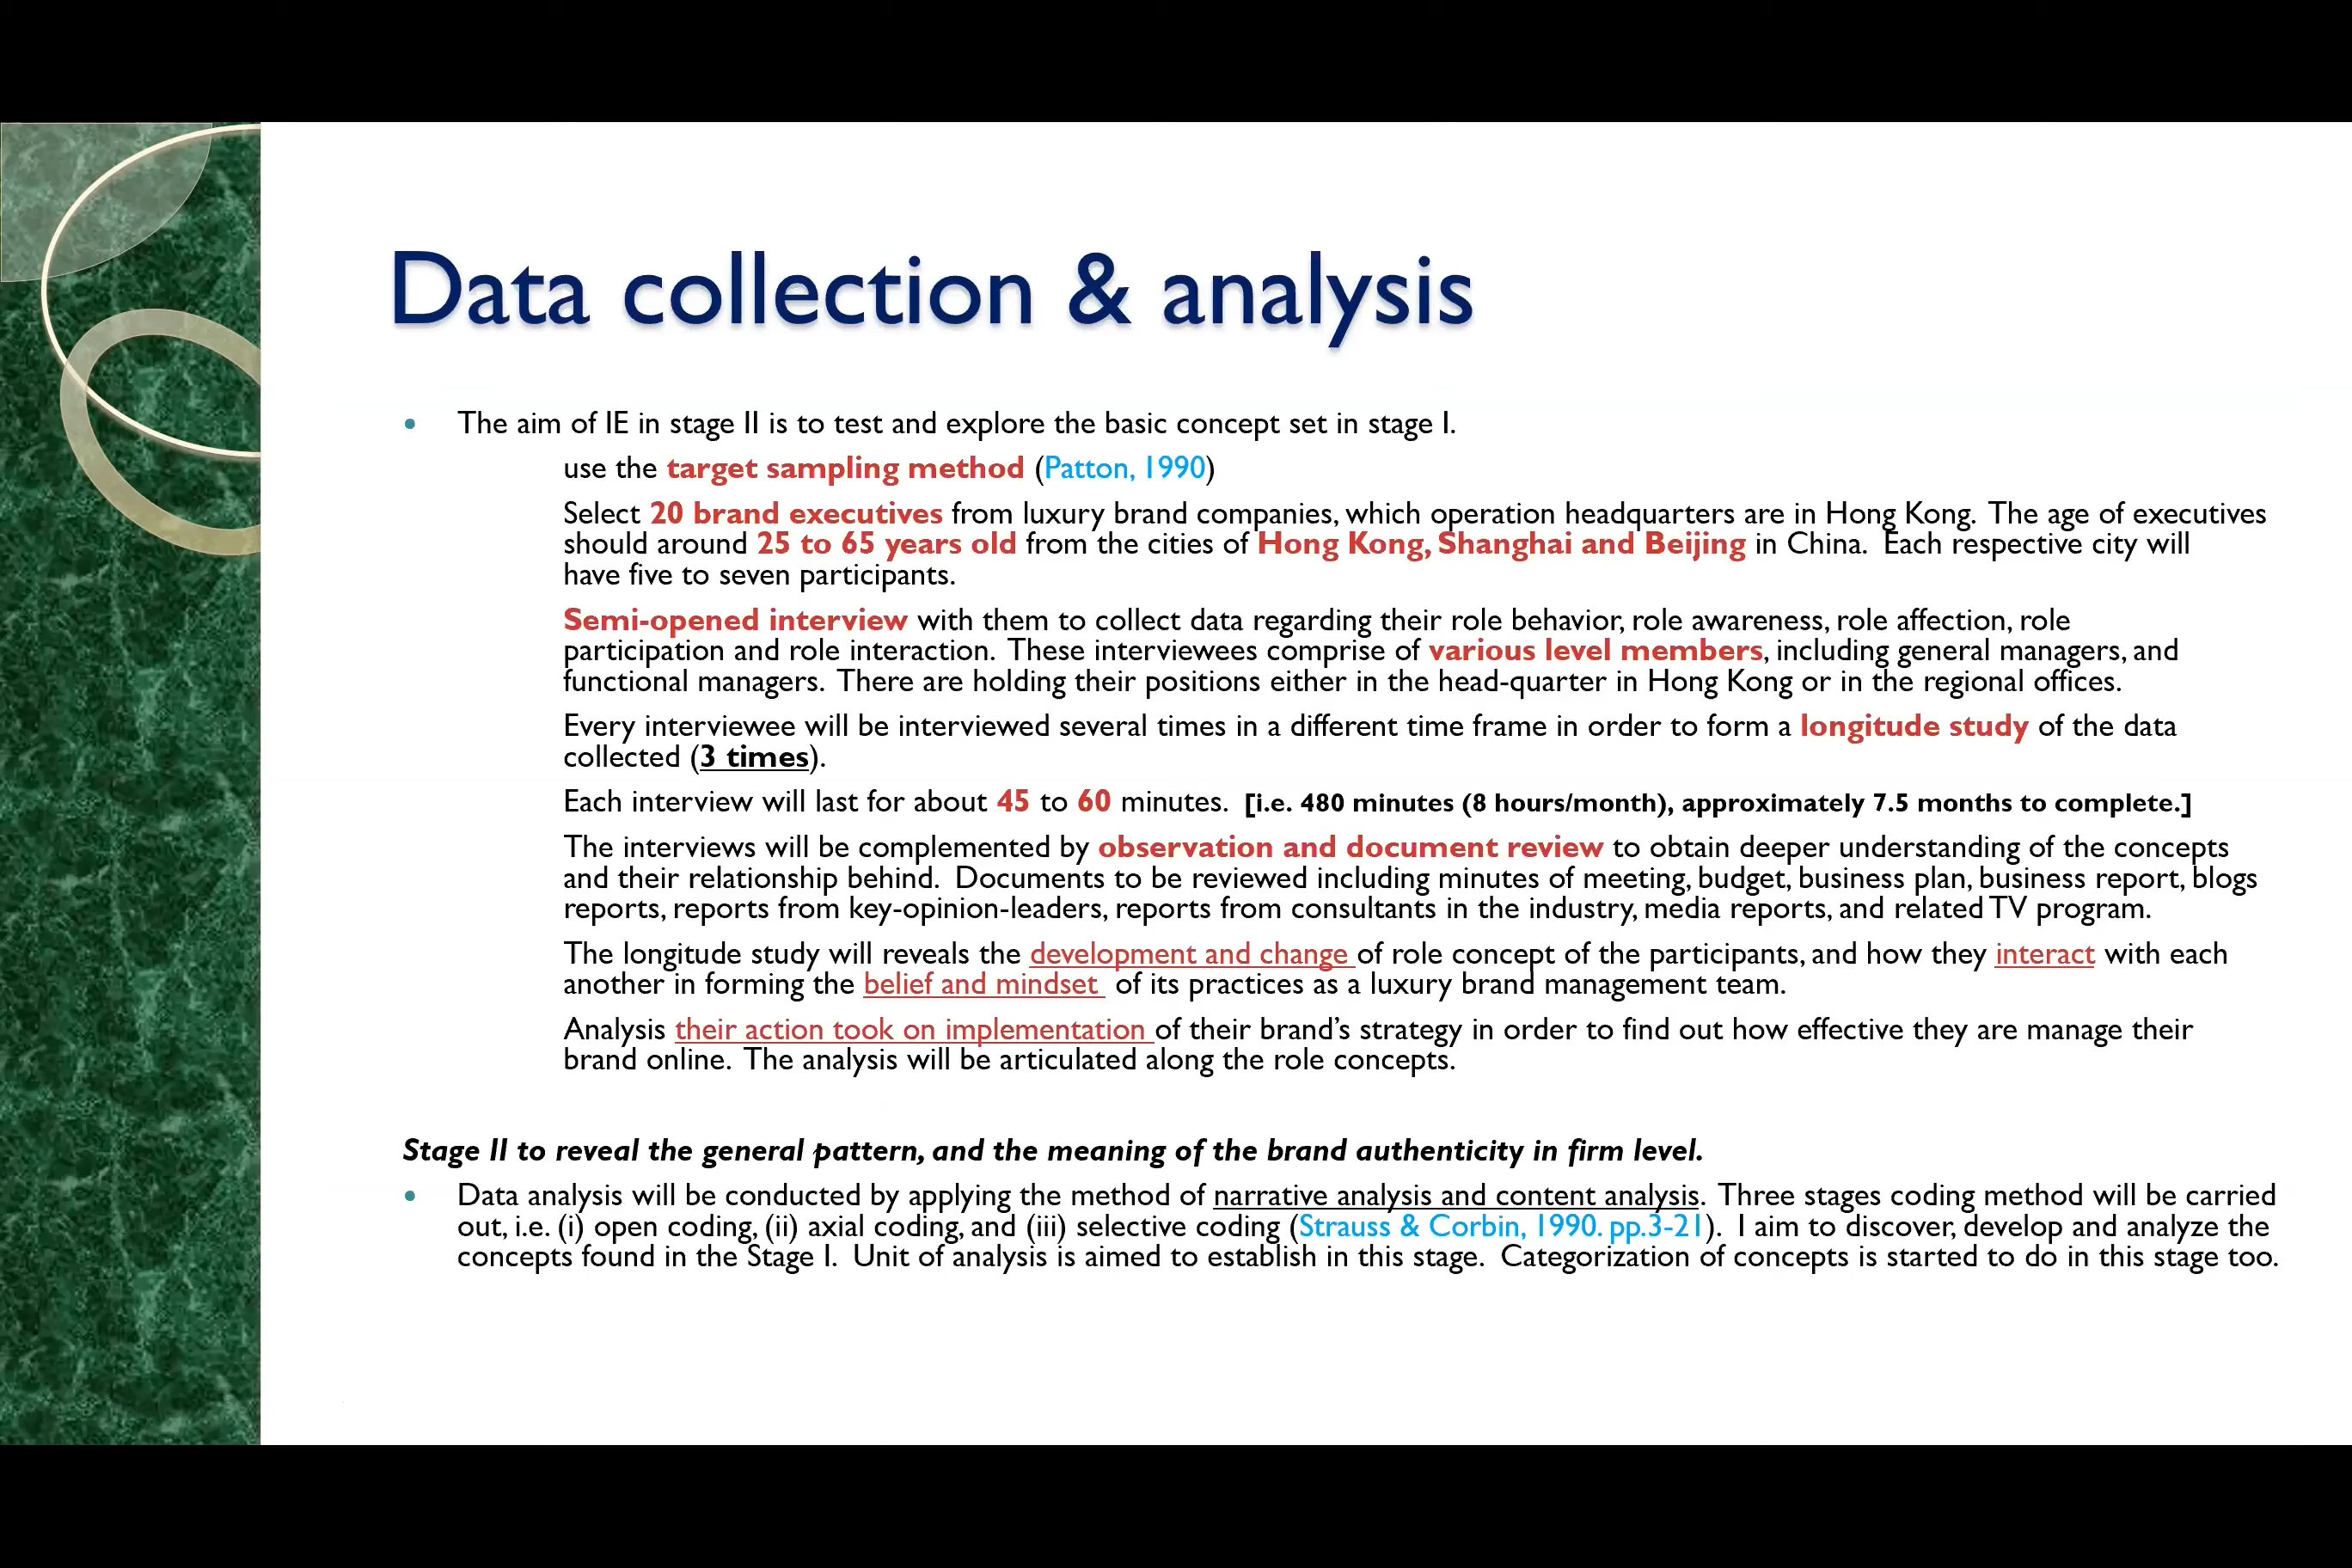 Data collection & analysis
• The aim of IE in stage II is to test and explore the basic concept set in stage I.
use the target sampling method (Patton, 1990)
Select 20 brand executives from luxury brand companies, which operation headquarters are in Hong Kong. The age of executives
should around 25 to 65 years old from the cities of Hong Kong, Shanghai and Beijing in China. Each respective city will
have five to seven participants.
Semi-opened interview with them to collect data regarding their role behavior, role awareness, role affection, role
participation and role interaction. These interviewees comprise of various level members, including general managers, and
functional managers. There are holding their positions either in the head-quarter in Hong Kong or in the regional offices.
Every interviewee will be interviewed several times in a different time frame in order to form a longitude study of the data
collected (3 times).
Each interview will last for about 45 to 60 minutes. [i.e. 480 minutes (8 hours/month), approximately 7.5 months to complete.]
The interviews will be complemented by observation and document review to obtain deeper understanding of the concepts
and their relationship behind. Documents to be reviewed including minutes of meeting, budget, business plan, business report, blogs
reports, reports from key-opinion-leaders, reports from consultants in the industry, media reports, and related TV program.
The longitude study will reveals the development and change of role concept of the participants, and how they interact with each
another in forming the belief and mindset of its practices as a luxury brand management team.
Analysis their action took on implementation of their brand's strategy in order to find out how effective they are manage their
brand online. The analysis will be articulated along the role concepts.
Stage II to reveal the general pattern, and the meaning of the brand authenticity in firm level.
• Data analysis will be conducted by applying the method of narrative analysis and content analysis. Three stages coding method will be carried
out, i.e. (i) open coding, (ii) axial coding, and (iii) selective coding (Strauss & Corbin, 1990. pp.3-21). I aim to discover, develop and analyze the
concepts found in the Stage I. Unit of analysis is aimed to establish in this stage. Categorization of concepts is started to do in this stage too.